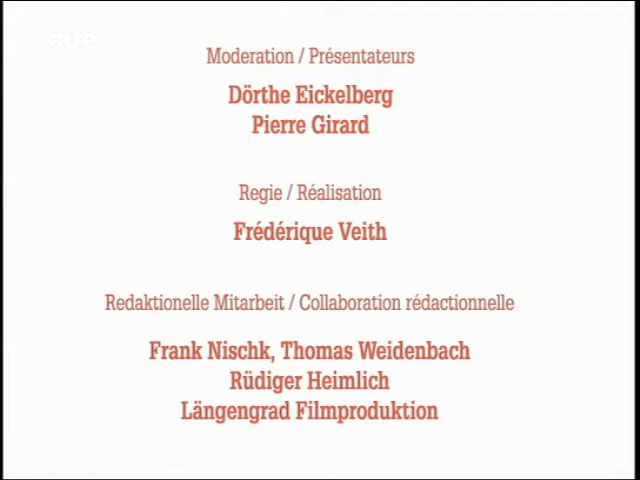 arte
Moderation / Présentateurs
Dörthe Eickelberg
Pierre Girard
Regie / Réalisation
Frédérique Veith
Redaktionelle Mitarbeit / Collaboration rédactionnelle
Frank Nischk, Thomas Weidenbach
Rüdiger Heimlich
Längengrad Filmproduktion